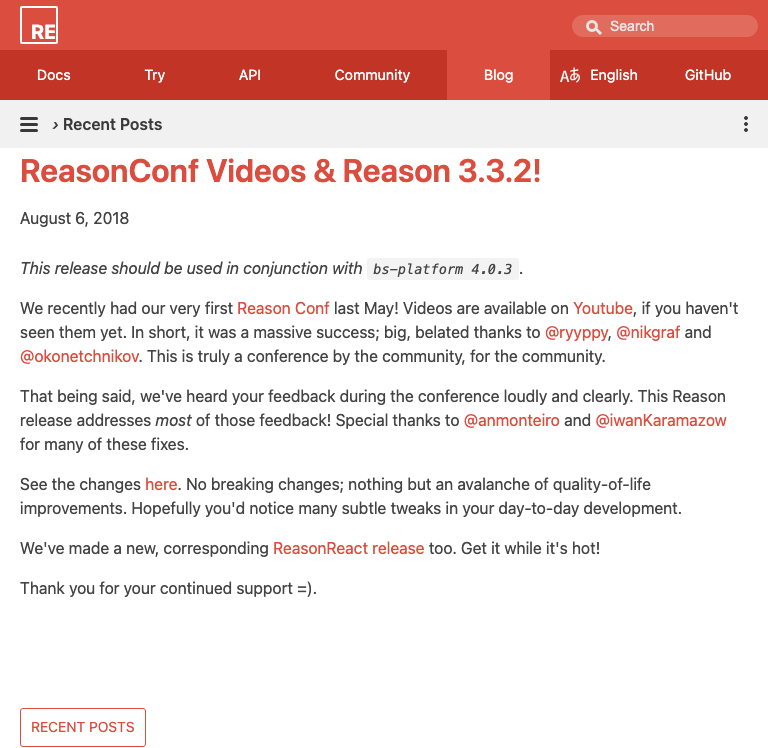 RE
Search
Docs Try API Community Blog Aあ English GitHub
› Recent Posts
ReasonConf Videos & Reason 3.3.2!
August 6, 2018
This release should be used in conjunction with bs-platform 4.0.3.
We recently had our very first Reason Conf last May! Videos are available on Youtube, if you haven't
seen them yet. In short, it was a massive success; big, belated thanks to @ryyppy, @nikgraf and
@okonetchnikov. This is truly a conference by the community, for the community.
That being said, we've heard your feedback during the conference loudly and clearly. This Reason
release addresses most of those feedback! Special thanks to @anmonteiro and @iwanKaramazow
for many of these fixes.
See the changes here. No breaking changes; nothing but an avalanche of quality-of-life
improvements. Hopefully you'd notice many subtle tweaks in your day-to-day development.
We've made a new, corresponding ReasonReact release too. Get it while it's hot!
Thank you for your continued support =).
RECENT POSTS